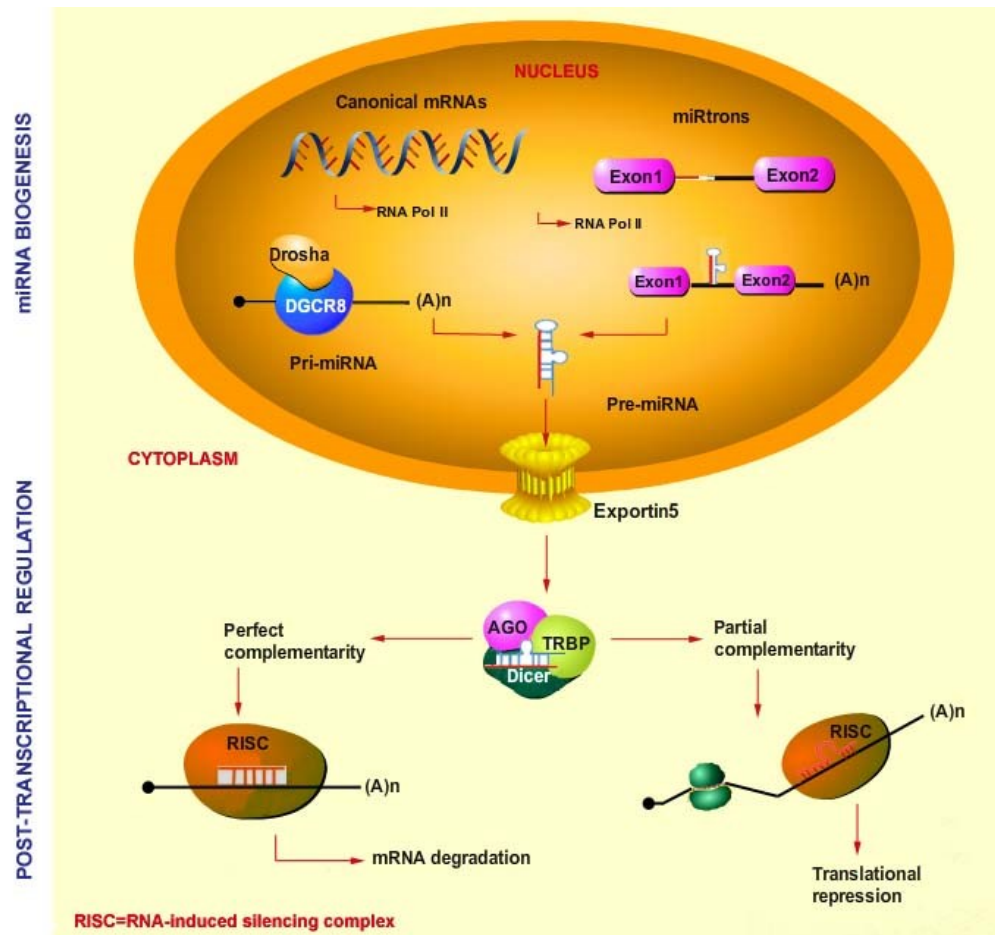 miRNA BIOGENESIS
POST-TRANSCRIPTIONAL REGULATION
NUCLEUS
Canonical mRNAs
miRtrons
Exon1
Exon2
RNA Pol II
RNA Pol II
Drosha
DGCR8
(A)n
Exon1
Exon2
(A)n
Pri-miRNA
Pre-miRNA
CYTOPLASM
Exportin5
Perfect
complementarity
AGO
TRBP
Dicer
Partial
complementarity
RISC
(A)n
mRNA degradation
(A)n
RISC
Translational
repression
RISC=RNA-induced silencing complex